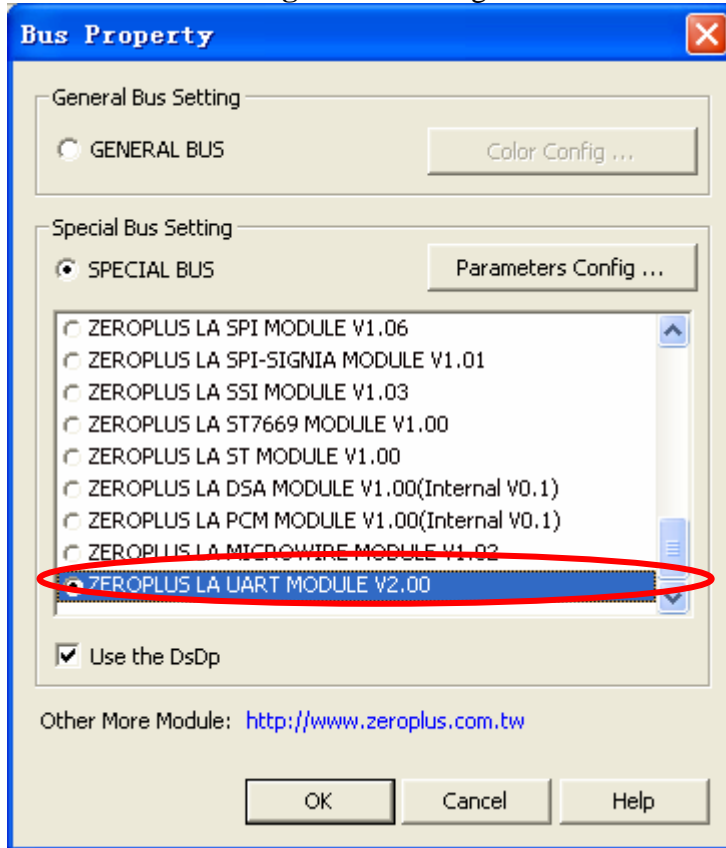 Bus Property
General Bus Setting
GENERAL BUS
Color Config ...
Special Bus Setting
SPECIAL BUS
Parameters Config ...
ZEROPLUS LA SPI MODULE V1.06
ZEROPLUS LA SPI-SIGNIA MODULE V1.01
ZEROPLUS LA SSI MODULE V1.03
ZEROPLUS LA ST7669 MODULE V1.00
ZEROPLUS LA ST MODULE V1.00
ZEROPLUS LA DSA MODULE V1.00(Internal V0.1)
ZEROPLUS LA PCM MODULE V1.00(Internal V0.1)
ZEROPLUS LA MICROWIRE MODULE V1.02
ZEROPLUS LA UART MODULE V2.00
Use the DsDp
Other More Module: http://www.zeroplus.com.tw
OK
Cancel
Help